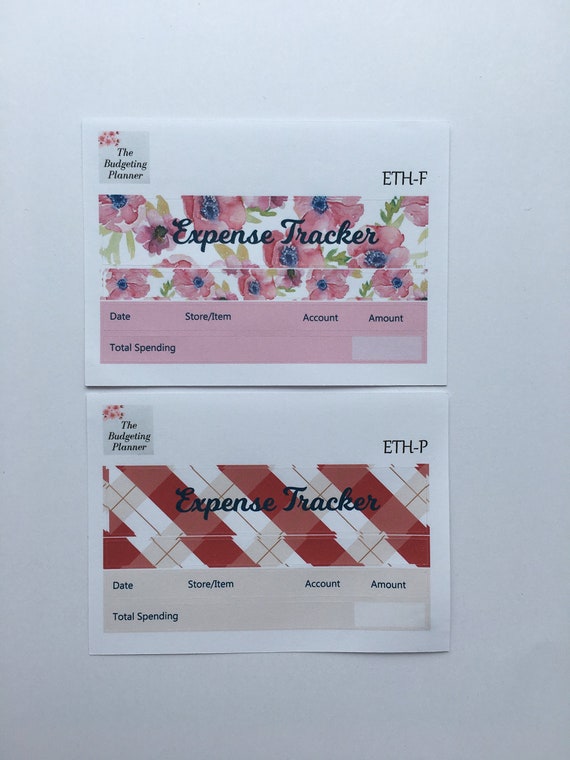 The
Budgeting
Planner
ETH-F
Expense Tracker
Date Store/Item Account Amount
Total Spending
The
Budgeting
Planner
ETH-P
Expense Tracker
Date Store/Item Account Amount
Total Spending